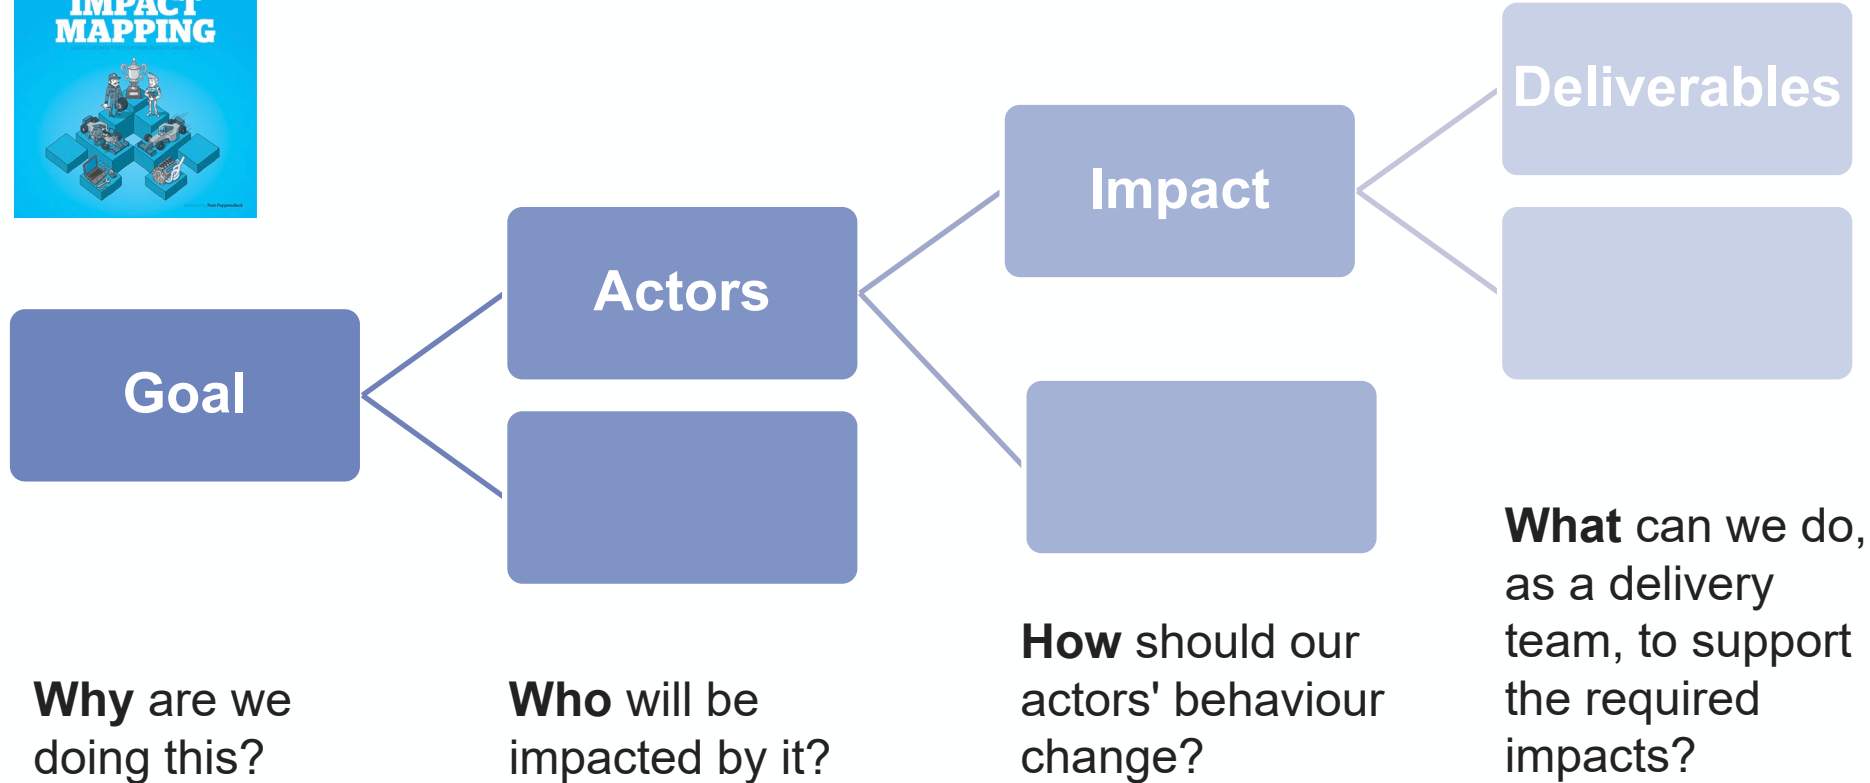 IMPACT
MAPPING
Deliverables
Impact
Actors
Goal
Why are we
doing this?
Who will be
impacted by it?
How should our
actors' behaviour
change?
What can we do,
as a delivery
team, to support
the required
impacts?